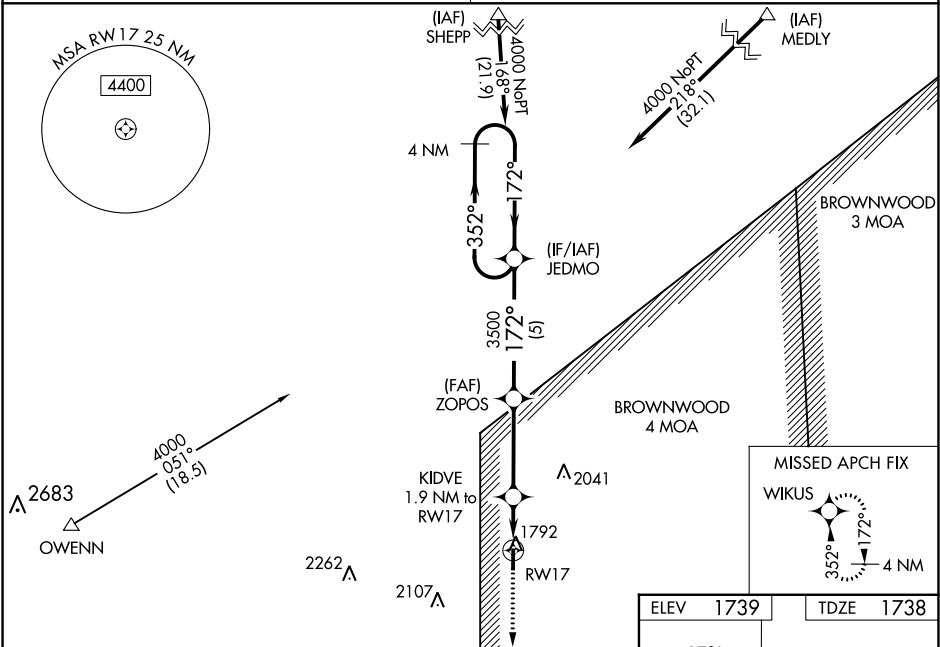 MSA RW17 25 NM
4400
(IAF)
SHEPP
4000 NoPT
168°
(21.9)
(IAF)
MEDLY
4000 NoPT
218°
(32.1)
4 NM
352°
172°
(IF/IAF)
JEDMO
BROWNWOOD
3 MOA
3500
172°
(5)
(FAF)
ZOPOS
BROWNWOOD
4 MOA
4000
051°
(18.5)
2683
OWENN
KIDVE
1.9 NM to
RW17
2041
1792
RW17
2262
2107
MISSED APCH FIX
WIKUS
352°
172°
4 NM
ELEV 1739
TDZE 1738